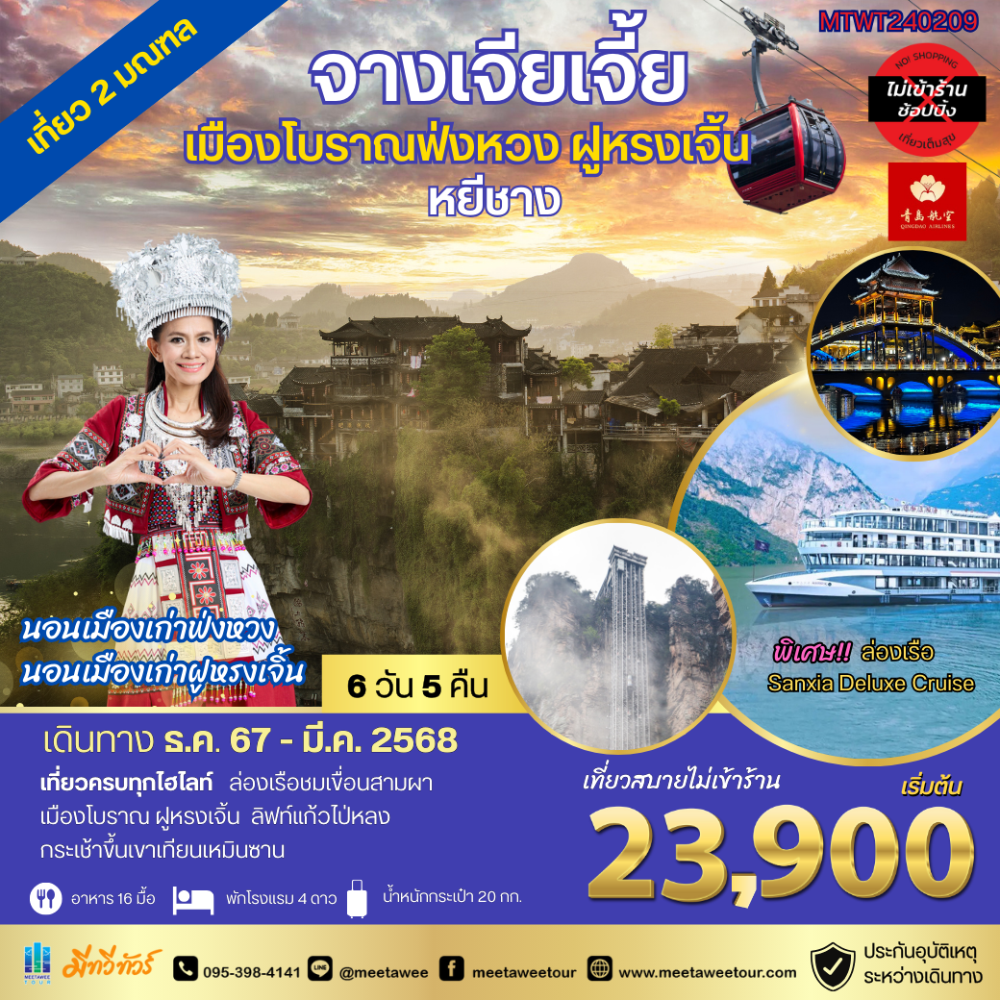 เที่ยว 2 มณฑล
MTWT240209
จางเจียเจี้ย
เมืองโบราณฟ่งหวง ฝูหรงเจิ้น
หยีชาง
NO! SHOPPING
ไม่เข้าร้าน
ช้อปปิ้ง
เที่ยวเต็มสุข
青島航空
QINGDAO AIRLINES
นอนเมืองเก่าฟ่งหวง
นอนเมืองเก่าฝูหรงเจิ้น
6 วัน 5 คืน
พิเศษ!! ล่องเรือ
Sanxia Deluxe Cruise
เดินทาง ธ.ค. 67 - มี.ค. 2568
เที่ยวครบทุกไฮไลท์ ล่องเรือชมเขื่อนสามผา
เมืองโบราณ ฝูหรงเจิ้น ลิฟท์แก้วไป่หลง
กระเช้าขึ้นเขาเทียนเหมินซาน
เที่ยวสบายไม่เข้าร้าน
เริ่มต้น
23,900
อาหาร 16 มื้อ
พักโรงแรม 4 ดาว
น้ำหนักกระเป๋า 20 กก.
MEETAWEE
TOUR
มีทวีทัวร์
095-398-4141
LINE
@meetawee
meetaweetour
www.meetaweetour.com
ประกันอุบัติเหตุ
ระหว่างเดินทาง